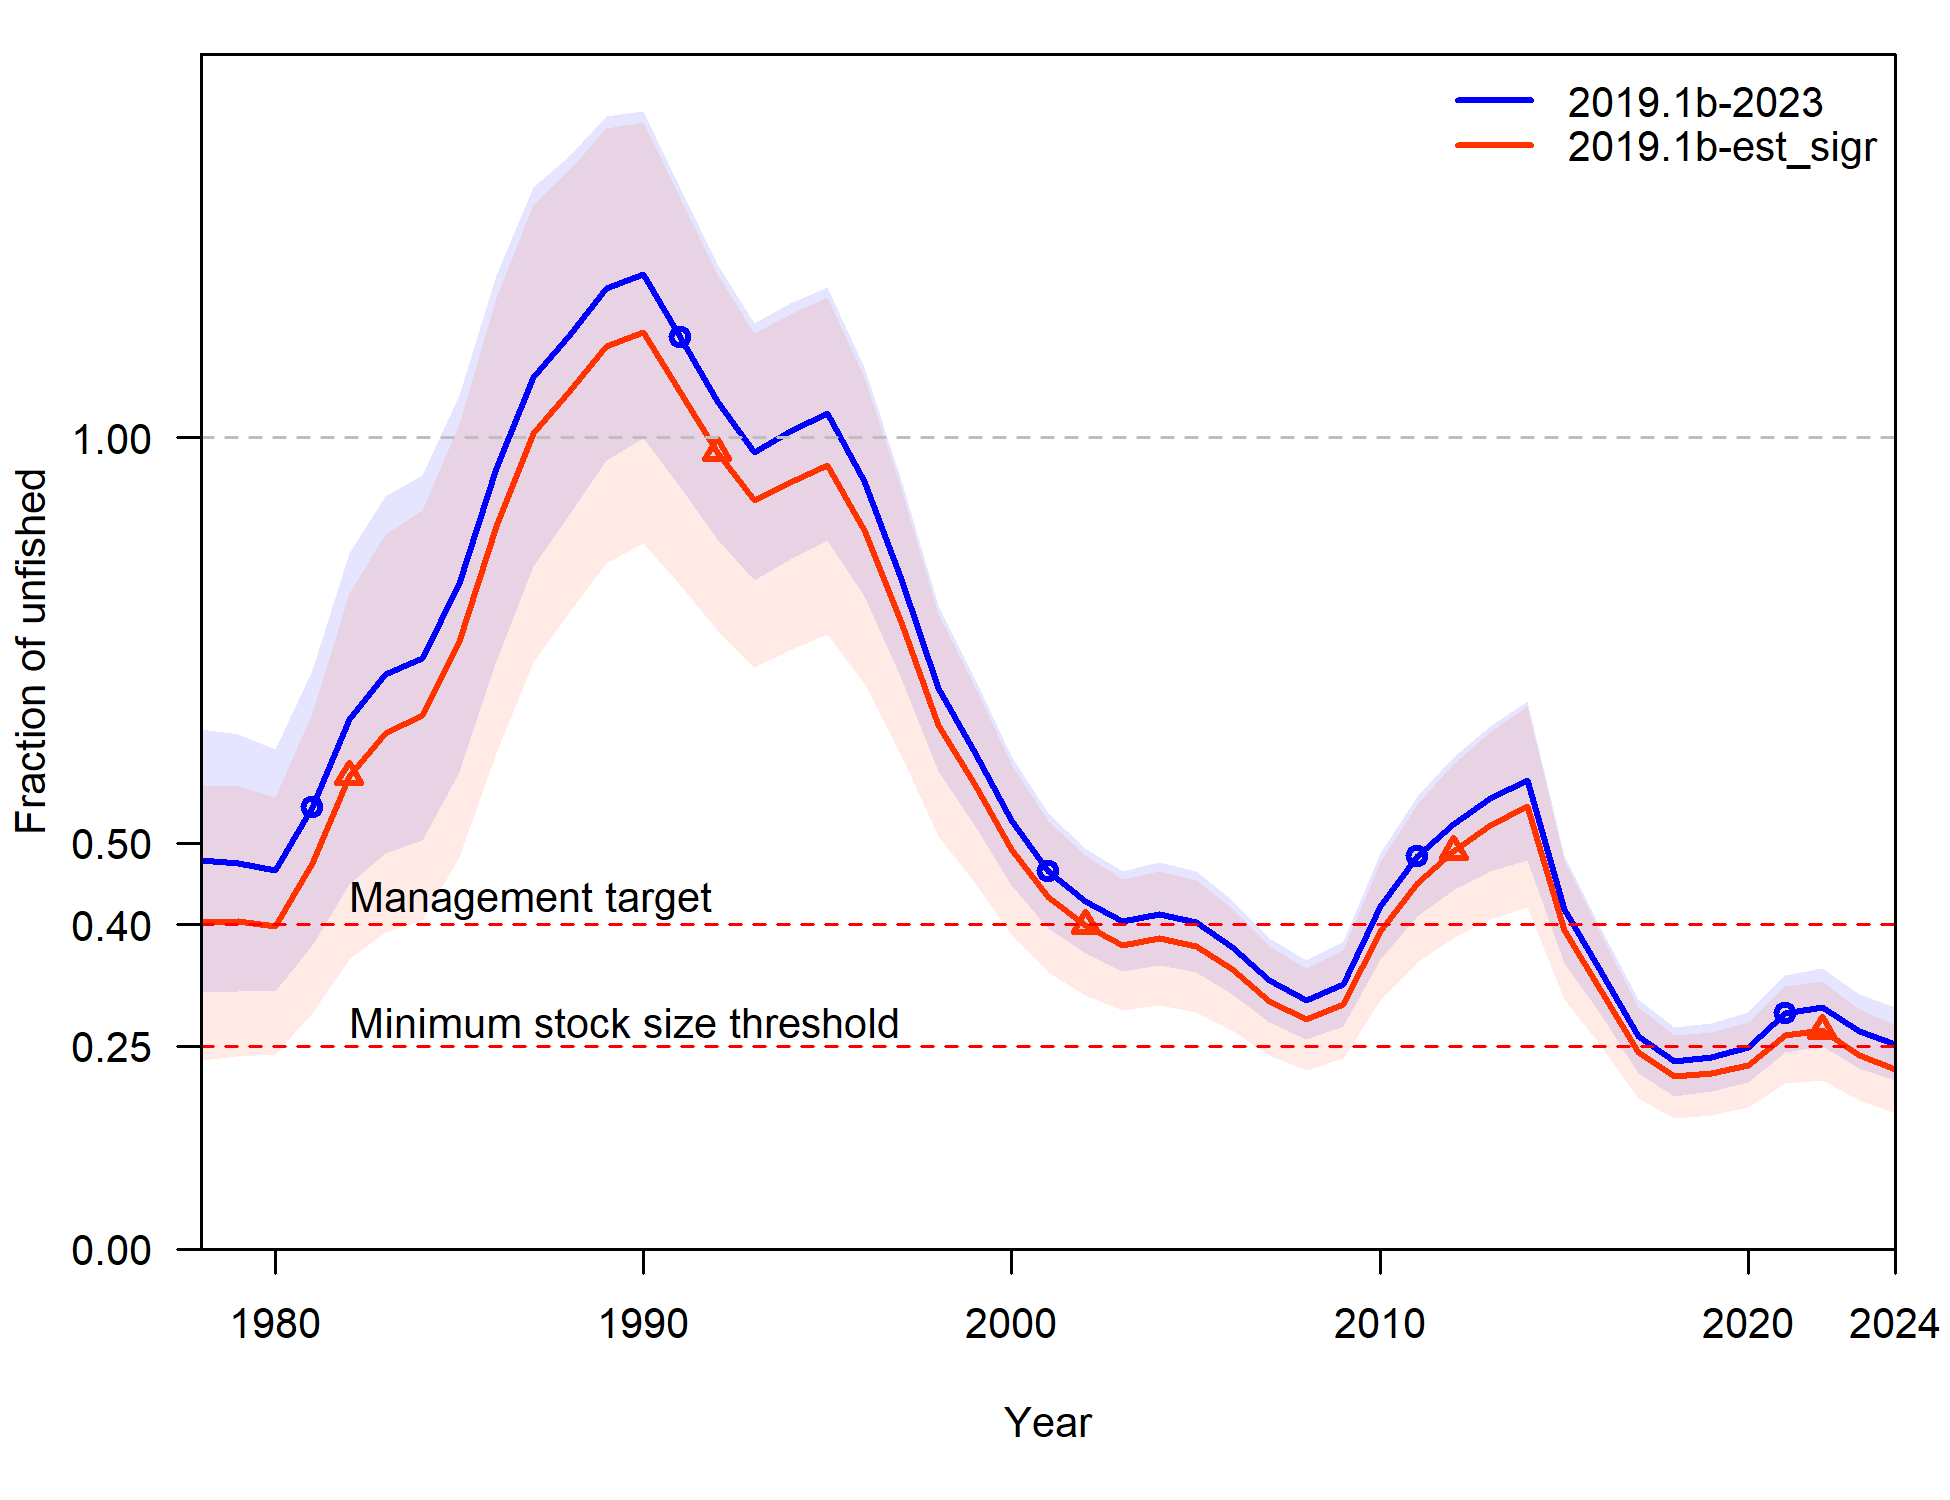 2019.1b-2023
2019.1b-est_sigr
Fraction of unfished
1.00
0.50
0.40
0.25
0.00
Management target
Minimum stock size threshold
1980
1990
2000
2010
2020
2024
Year